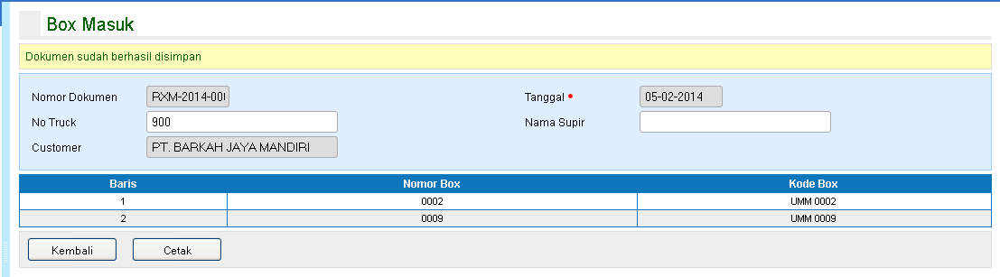 Box Masuk
Dokumen sudah berhasil disimpan
Nomor Dokumen RXM-2014-00 Tanggal • 05-02-2014
No Truck 900 Nama Supir
Customer PT. BARKAH JAYA MANDIRI
Baris Nomor Box Kode Box
1 0002 UMM 0002
2 0009 UMM 0009
Kembali Cetak